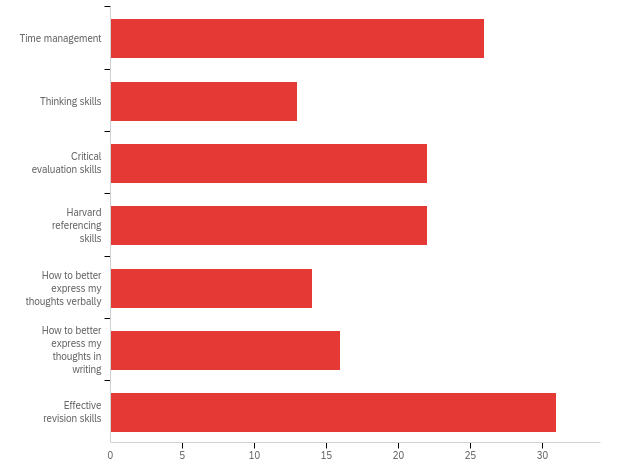 Time management
Thinking skills
Critical
evaluation skills
Harvard
referencing
skills
How to better
express my
thoughts verbally
How to better
express my
thoughts in
writing
Effective
revision skills
0 5 10 15 20 25 30